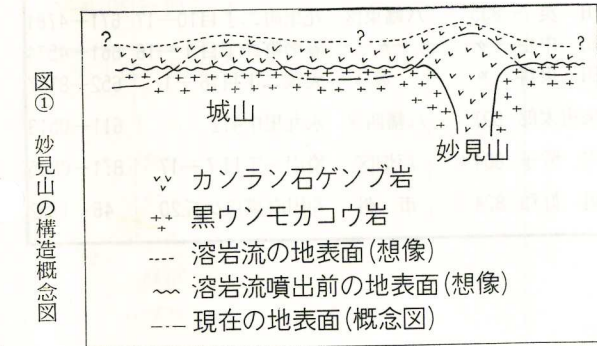 図① 妙見山の構造概念図
? ? ?
城山
妙見山
カンラン石ゲンブ岩
黒ウンモカコウ岩
溶岩流の地表面(想像)
溶岩流噴出前の地表面(想像)
現在の地表面(概念図)